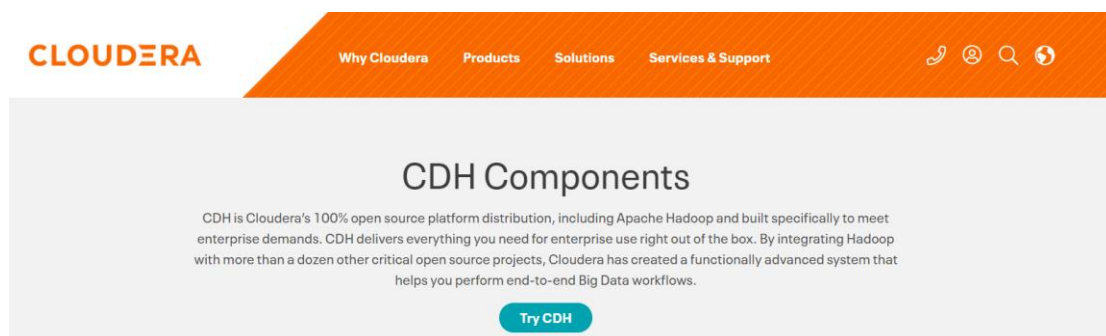 CLOUDERA
Why Cloudera Products Solutions Services & Support
CDH Components
CDH is Cloudera's 100% open source platform distribution, including Apache Hadoop and built specifically to meet
enterprise demands. CDH delivers everything you need for enterprise use right out of the box. By integrating Hadoop
with more than a dozen other critical open source projects, Cloudera has created a functionally advanced system that
helps you perform end-to-end Big Data workflows.
Try CDH